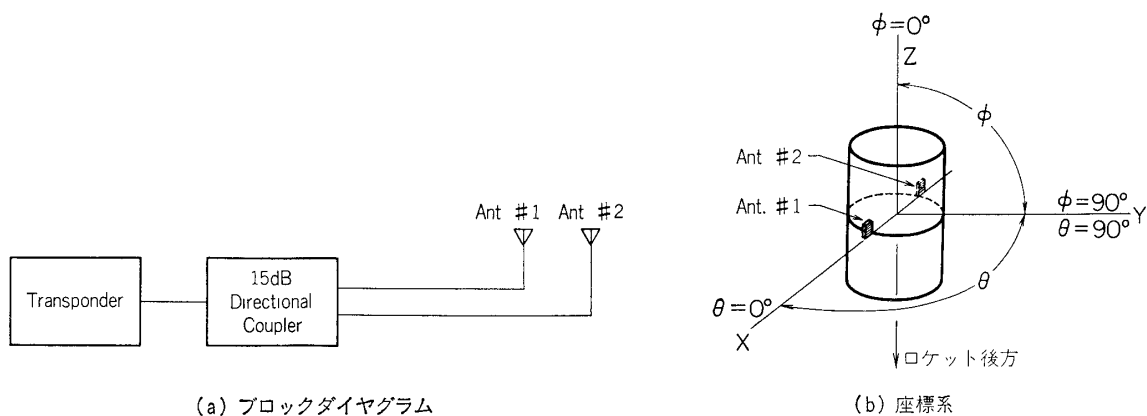 Transponder
15dB
Directional
Coupler
Ant #1
Ant #2
(a) ブロックダイヤグラム
φ=0°
Z
φ
Ant #2
Ant. #1
φ=90°
θ=90°
Y
θ
θ=0°
X
ロケット後方
(b) 座標系